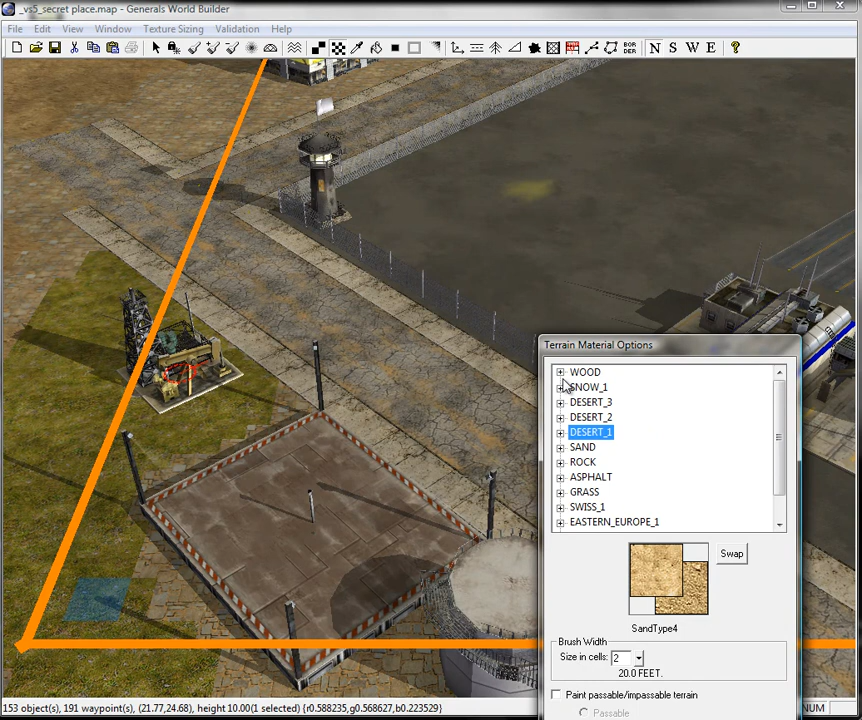 _vs5_secret place.map - Generals World Builder
File Edit View Window Texture Sizing Validation Help
BOR
DER
N S W E ?
Terrain Material Options
WOOD
SNOW_1
DESERT_3
DESERT_2
DESERT_1
SAND
ROCK
ASPHALT
GRASS
SWISS_1
EASTERN_EUROPE_1
Swap
SandType4
Brush Width
Size in cells: 2
20.0 FEET.
Paint passable/impassable terrain
Passable
153 object(s), 191 waypoint(s), (21.77,24.68), height 10.00(1 selected) {r0.588235,g0.568627,b0.223529}
NUM